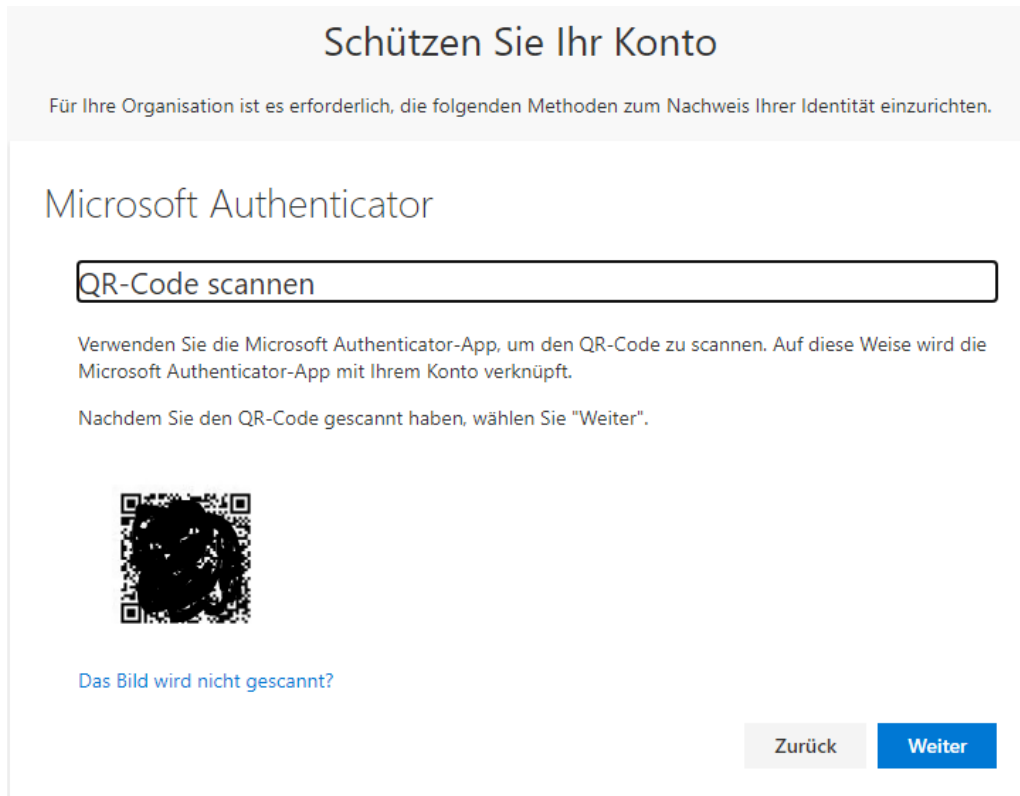 Schützen Sie Ihr Konto
Für Ihre Organisation ist es erforderlich, die folgenden Methoden zum Nachweis Ihrer Identität einzurichten.
Microsoft Authenticator
QR-Code scannen
Verwenden Sie die Microsoft Authenticator-App, um den QR-Code zu scannen. Auf diese Weise wird die
Microsoft Authenticator-App mit Ihrem Konto verknüpft.
Nachdem Sie den QR-Code gescannt haben, wählen Sie "Weiter".
Das Bild wird nicht gescannt?
Zurück
Weiter